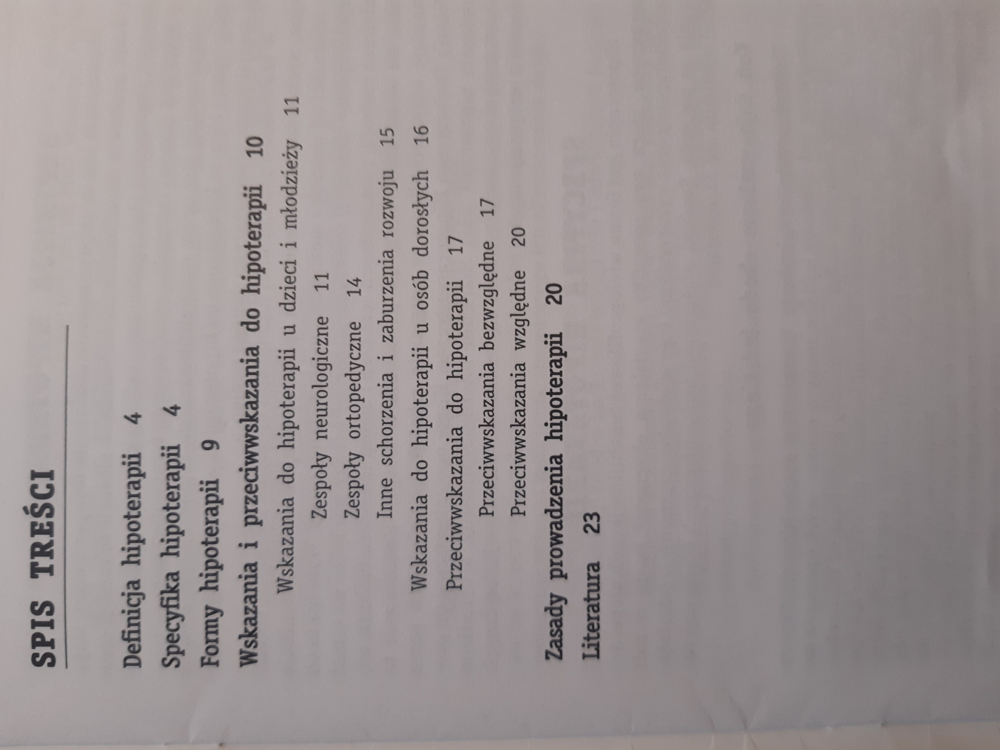 SPIS TREŚCI
Definicja hipoterapii 4
Specyfika hipoterapii 4
Formy hipoterapii 9
Wskazania i przeciwwskazania do hipoterapii 10
Wskazania do hipoterapii u dzieci i młodzieży 11
Zespoły neurologiczne 11
Zespoły ortopedyczne 14
Inne schorzenia i zaburzenia rozwoju 15
Wskazania do hipoterapii u osób dorosłych 16
Przeciwwskazania do hipoterapii 17
Przeciwwskazania bezwzględne 17
Przeciwwskazania względne 20
Zasady prowadzenia hipoterapii 20
Literatura 23